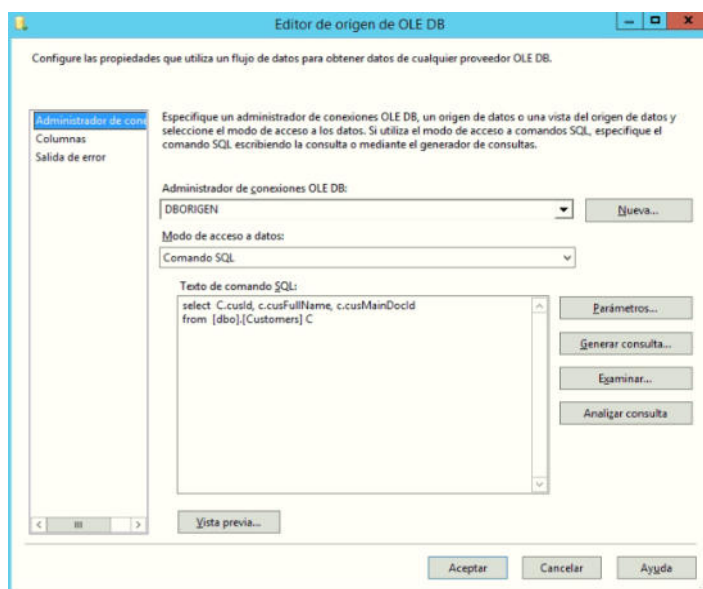 Editor de origen de OLE DB
Configure las propiedades que utiliza un flujo de datos para obtener datos de cualquier proveedor OLE DB.
Administrador de cone
Columnas
Salida de error
Especifique un administrador de conexiones OLE DB, un origen de datos o una vista del origen de datos y
seleccione el modo de acceso a los datos. Si utiliza el modo de acceso a comandos SQL, especifique el
comando SQL escribiendo la consulta o mediante el generador de consultas.
Administrador de conexiones OLE DB:
DBORIGEN
Nueva...
Modo de acceso a datos:
Comando SQL
Texto de comando SQL:
select C.cusId, c.cusFullName, c.cusMainDocId
from [dbo].[Customers] C
Parámetros...
Generar consulta...
Examinar...
Analizar consulta
Vista previa...
Aceptar
Cancelar
Ayuda